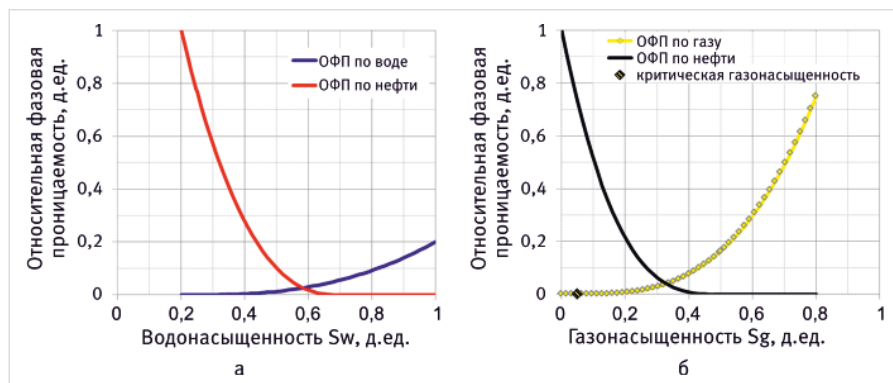 Относительная фазовая
проницаемость, д.ед.
1
0,8
0,6
0,4
0,2
0
ОФП по воде
ОФП по нефти
0
0,2
0,4
0,6
0,8
1
Водонасыщенность Sw, д.ед.
а
Относительная фазовая
проницаемость, д.ед.
1
0,8
0,6
0,4
0,2
0
ОФП по газу
ОФП по нефти
критическая газонасыщенность
0
0,2
0,4
0,6
0,8
1
Газонасыщенность Sg, д.ед.
б